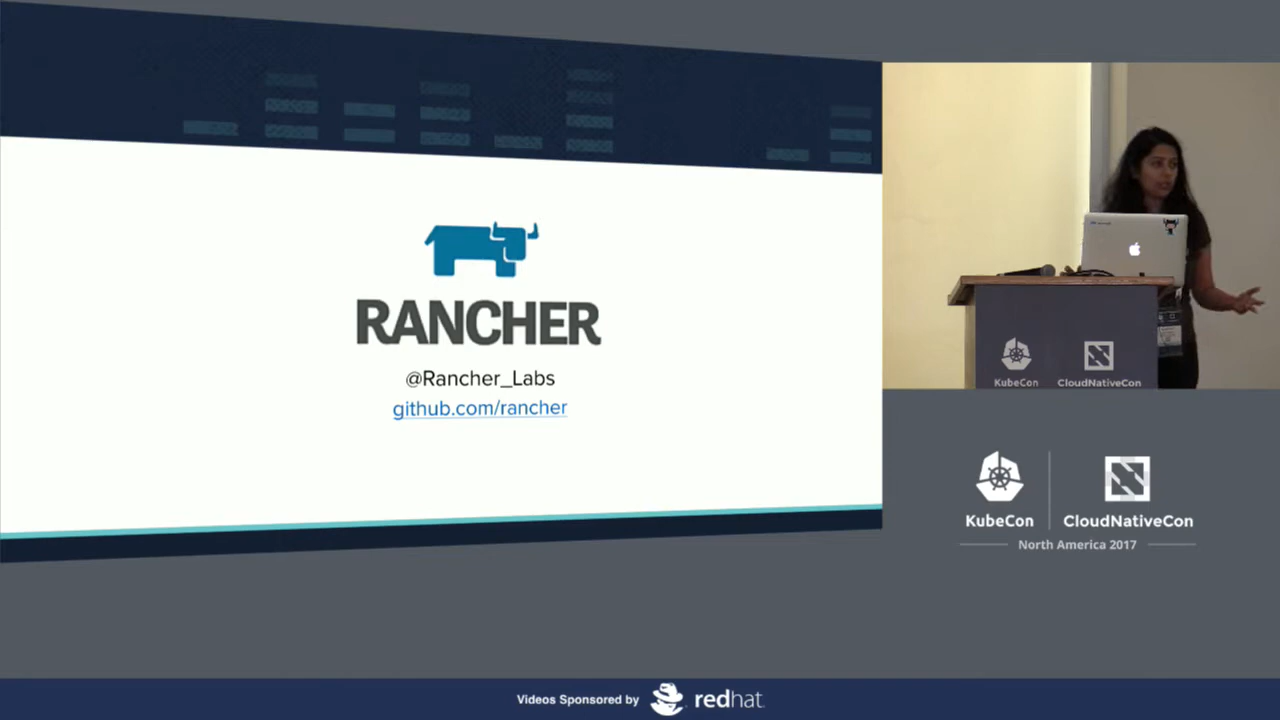 RANCHER
@Rancher_Labs
github.com/rancher
KubeCon
CloudNativeCon
KubeCon
CloudNativeCon
North America 2017
Videos Sponsored by
redhat